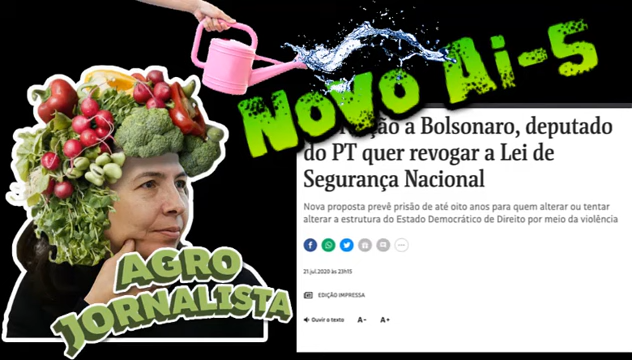 Novo Ai-5
a Bolsonaro, deputado
do PT quer revogar a Lei de
Segurança Nacional
Nova proposta prevê prisão de até oito anos para quem alterar ou tentar
alterar a estrutura do Estado Democrático de Direito por meio da violência
21.jul.2020 às 23h15
EDIÇÃO IMPRESSA
Ouvir o texto A- A+
AGRO
JORNALISTA